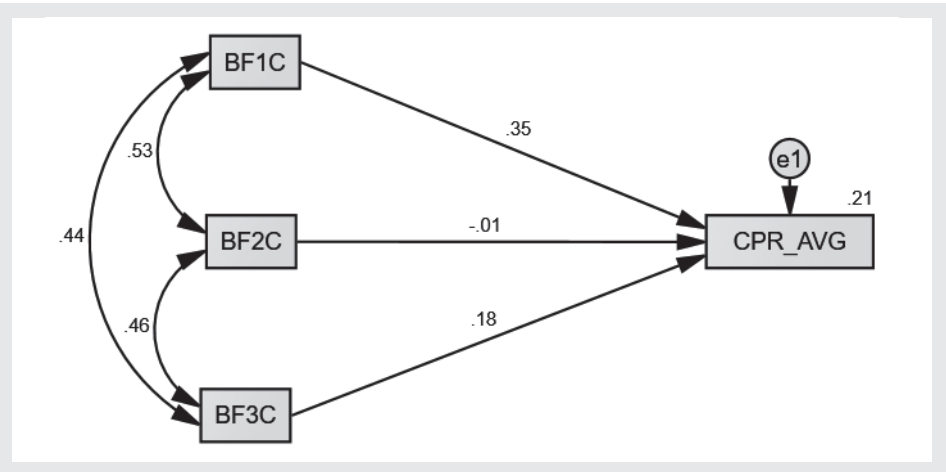 BF1C
.35
.53
e1
.21
.44
BF2C
-.01
CPR_AVG
.46
.18
BF3C